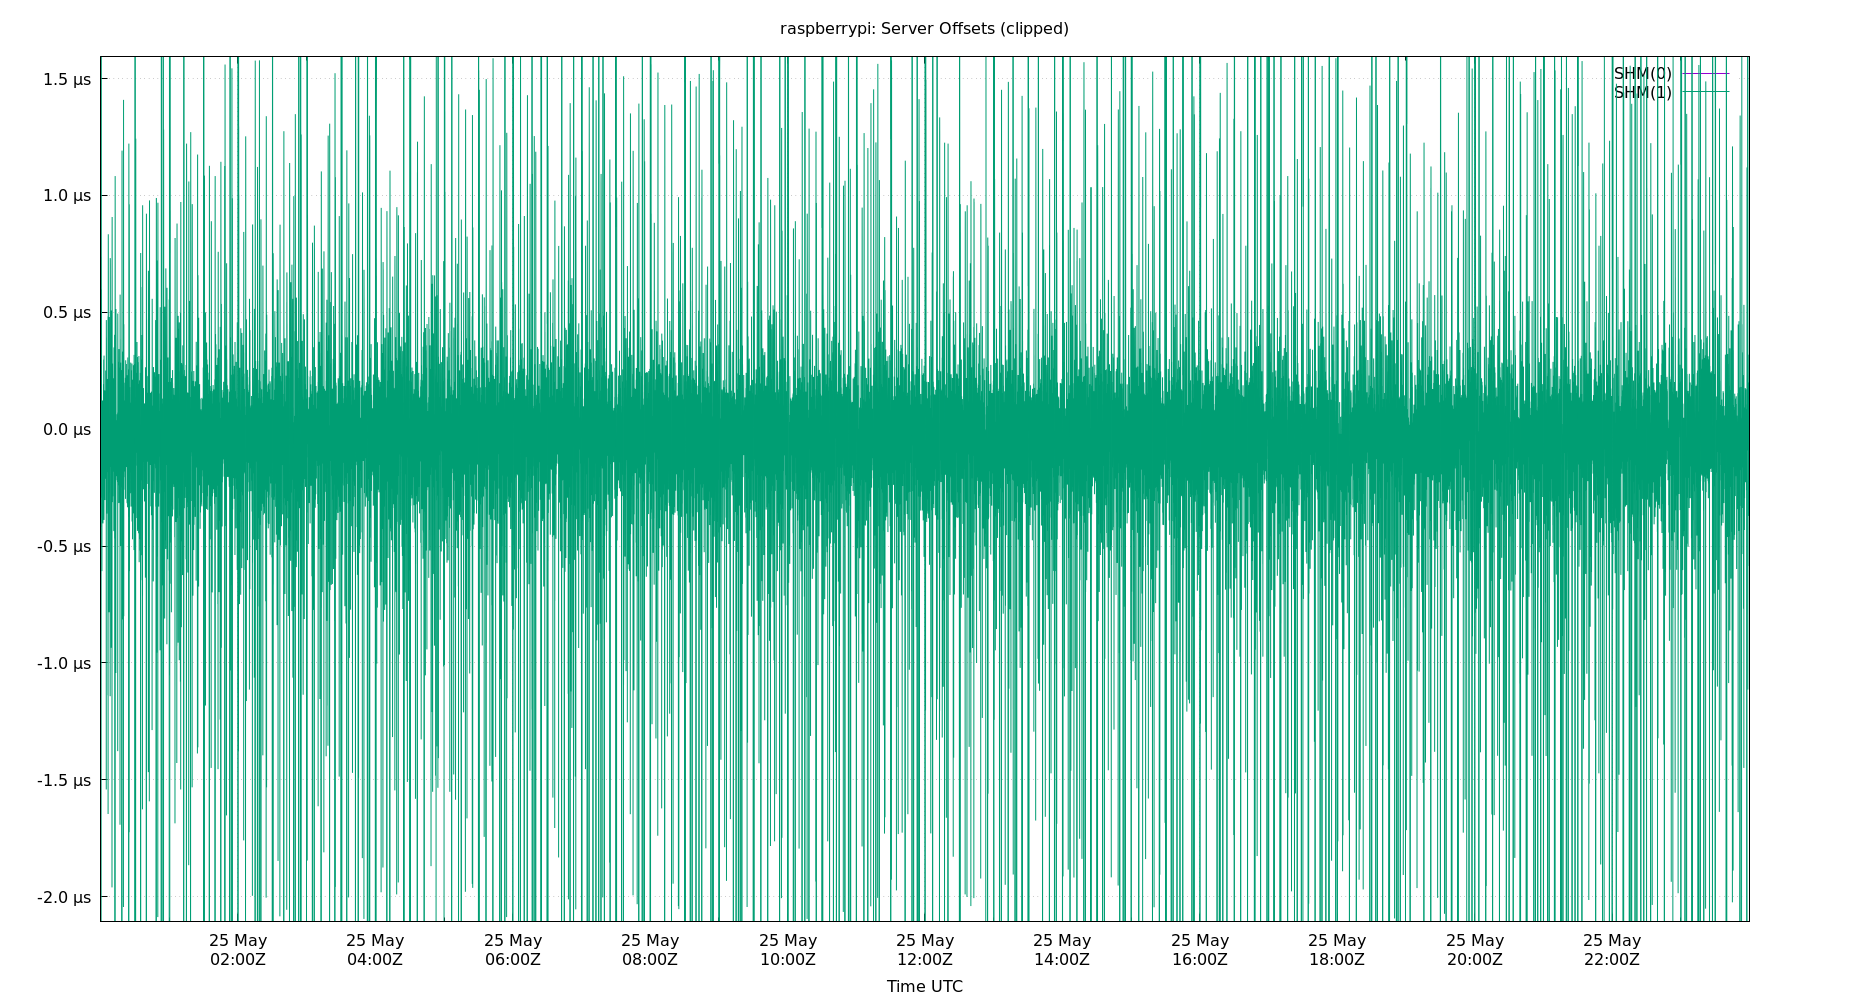 raspberrypi: Server Offsets (clipped)
SHM(0)
SHM(1)
1.5 µs
1.0 µs
0.5 µs
0.0 µs
-0.5 µs
-1.0 µs
-1.5 µs
-2.0 µs
25 May 25 May 25 May 25 May 25 May 25 May 25 May 25 May 25 May 25 May 25 May
02:00Z 04:00Z 06:00Z 08:00Z 10:00Z 12:00Z 14:00Z 16:00Z 18:00Z 20:00Z 22:00Z
Time UTC